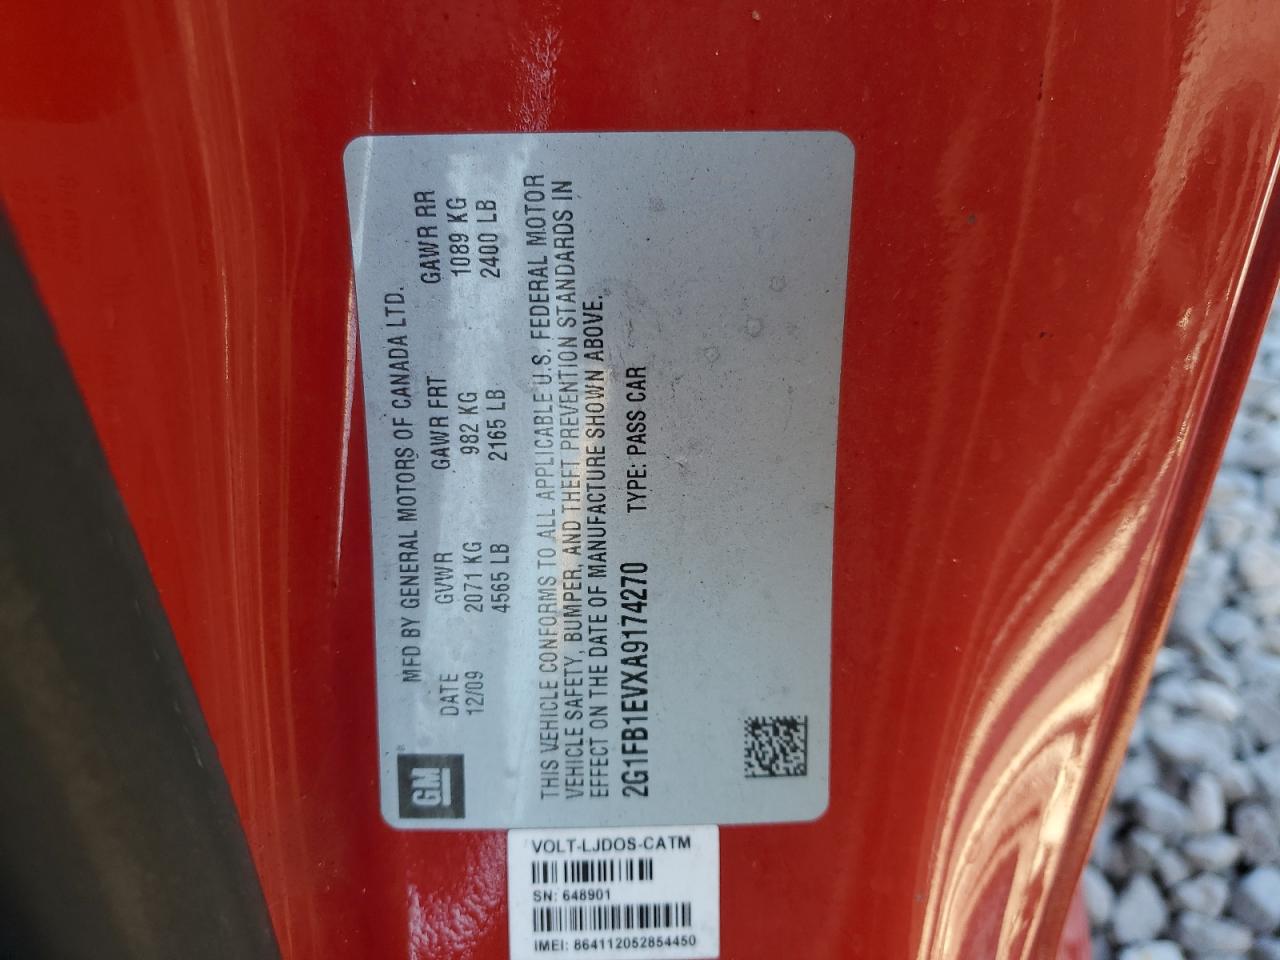 GM
MFD BY GENERAL MOTORS OF CANADA LTD.
DATE GVWR GAWR FRT GAWR RR
12/09 2071 KG 982 KG 1089 KG
4565 LB 2165 LB 2400 LB
THIS VEHICLE CONFORMS TO ALL APPLICABLE U.S. FEDERAL MOTOR
VEHICLE SAFETY, BUMPER, AND THEFT PREVENTION STANDARDS IN
EFFECT ON THE DATE OF MANUFACTURE SHOWN ABOVE.
2G1FB1EVXA9174270 TYPE: PASS CAR
VOLT-LJDOS-CATM
SN: 648901
IMEI: 864112052854450